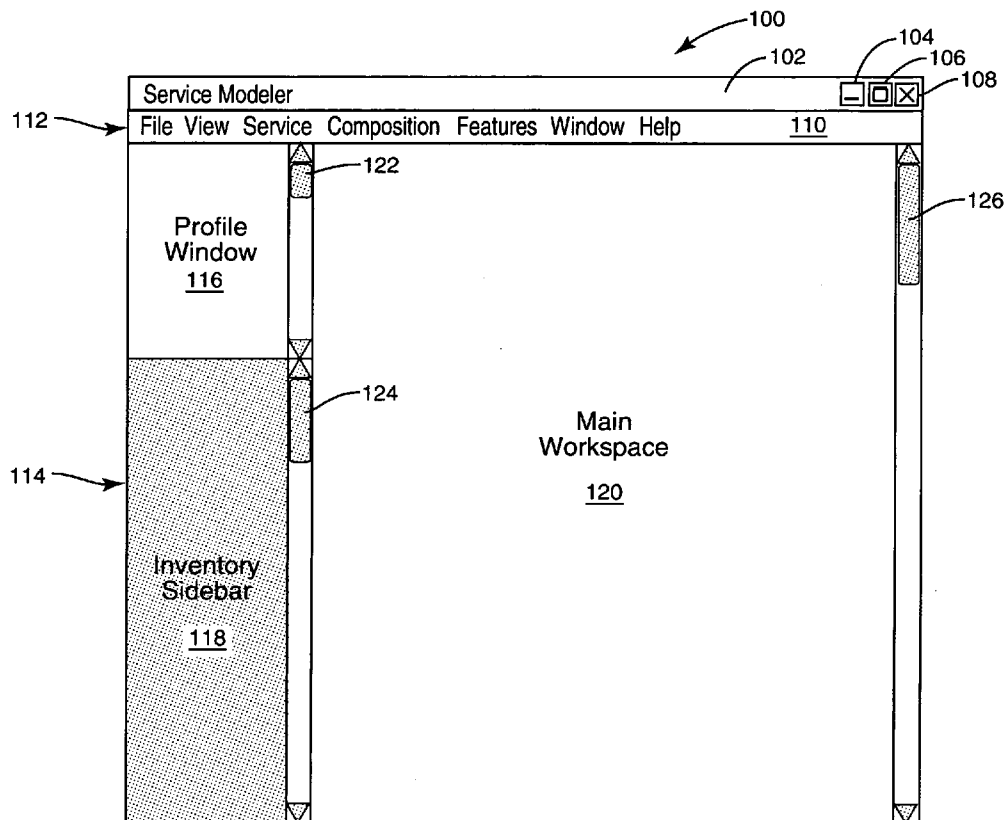 100
102
104
106
108
Service Modeler
112
File View Service Composition Features Window Help 110
122
126
Profile
Window
116
124
Main
Workspace
120
114
Inventory
Sidebar
118